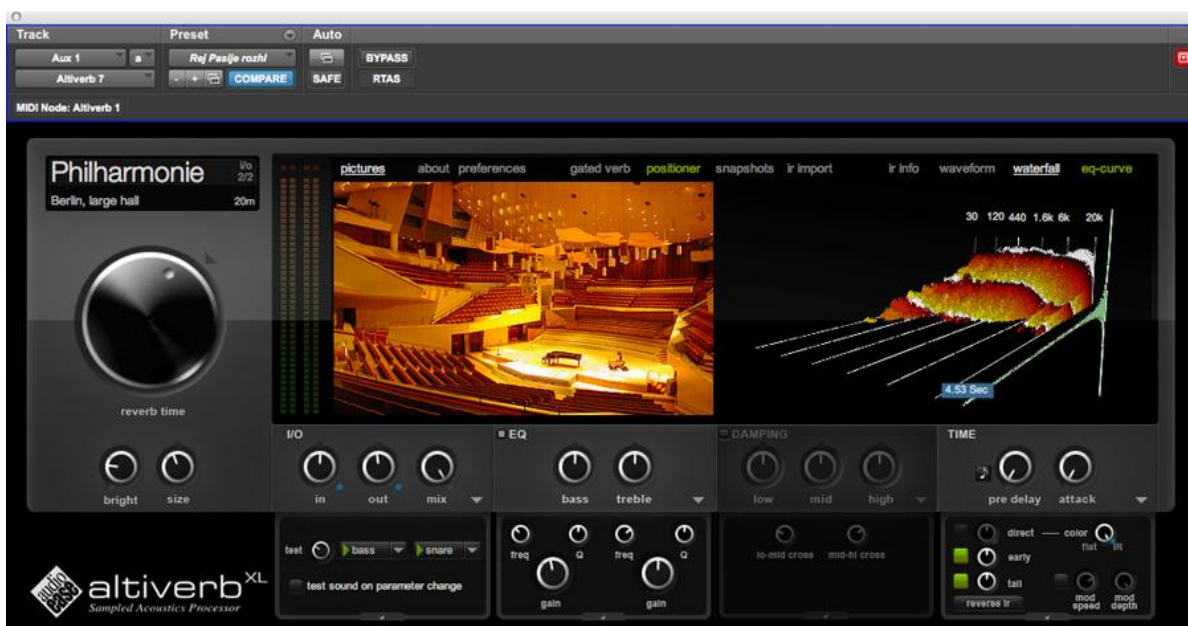 Track Preset Auto
Aux 1 a Rej Pasije rozhl BYPASS
Altiverb 7 - + COMPARE SAFE RTAS
MIDI Node: Altiverb 1
Philharmonie i/o 2/2
Berlin, large hall 20m
pictures about preferences gated verb positioner snapshots ir import ir info waveform waterfall eq-curve
30 120 440 1.6k 6k 20k
4.53 Sec
reverb time
bright size
I/O EQ DAMPING TIME
in out mix bass treble low mid high pre delay attack
test bass snare
test sound on parameter change
freq Q freq Q
gain gain
lo-mid cross mid-hi cross
direct color
flat IR
early
tail
reverse ir mod speed mod depth
audio ease altiverb XL
Sampled Acoustics Processor